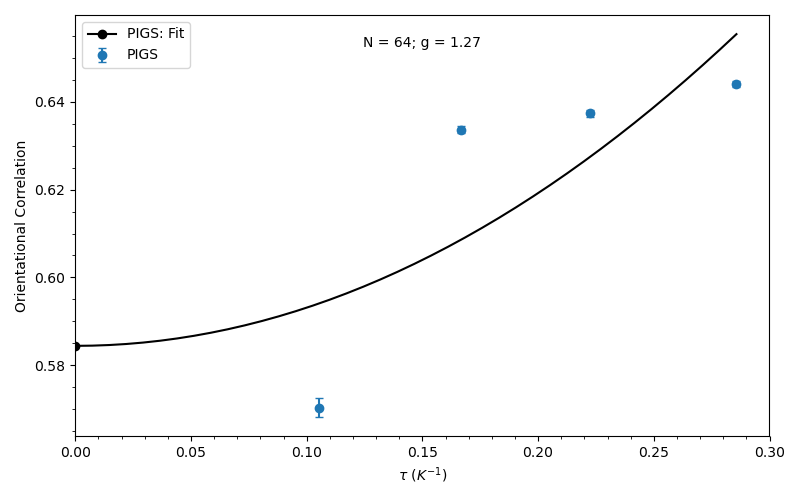 PIGS: Fit
PIGS
N = 64; g = 1.27
Orientational Correlation
0.64
0.62
0.60
0.58
0.00 0.05 0.10 0.15 0.20 0.25 0.30
τ (K⁻¹)